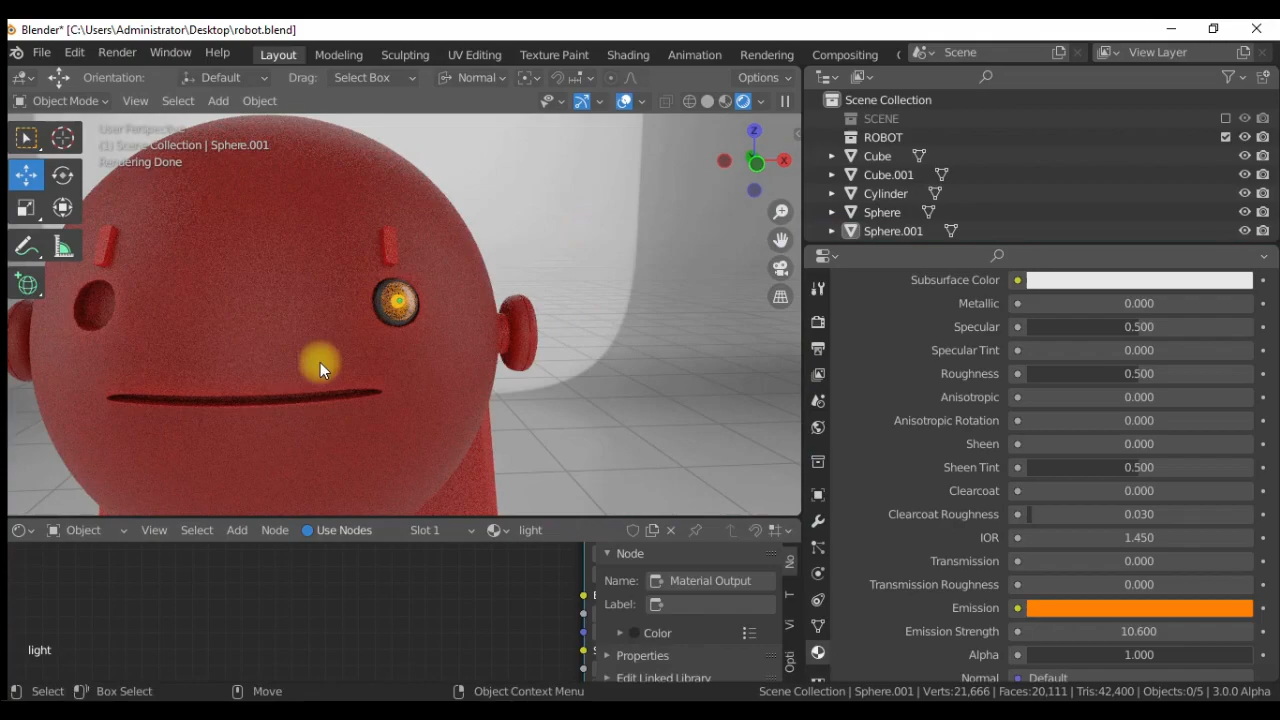 Blender* [C:\Users\Administrator\Desktop\robot.blend]
File Edit Render Window Help Layout Modeling Sculpting UV Editing Texture Paint Shading Animation Rendering Compositing Scene View Layer
Orientation: Default Drag: Select Box Normal Options
Object Mode View Select Add Object
Scene Collection
SCENE
ROBOT
Cube
Cube.001
Cylinder
Sphere
Sphere.001
User Perspective
(1) Scene Collection | Sphere.001
Rendering Done
Z
X
Subsurface Color
Metallic 0.000
Specular 0.500
Specular Tint 0.000
Roughness 0.500
Anisotropic 0.000
Anisotropic Rotation 0.000
Sheen 0.000
Sheen Tint 0.500
Clearcoat 0.000
Clearcoat Roughness 0.030
IOR 1.450
Transmission 0.000
Transmission Roughness 0.000
Emission
Emission Strength 10.600
Alpha 1.000
Normal Default
Object View Select Add Node Use Nodes Slot 1 light
Node
Name: Material Output
Label:
Color
Properties
Edit Linked Library
No
T
Vi
Opti
light
Select Box Select Move Object Context Menu Scene Collection | Sphere.001 | Verts:21,666 | Faces:20,111 | Tris:42,400 | Objects:0/5 | 3.0.0 Alpha